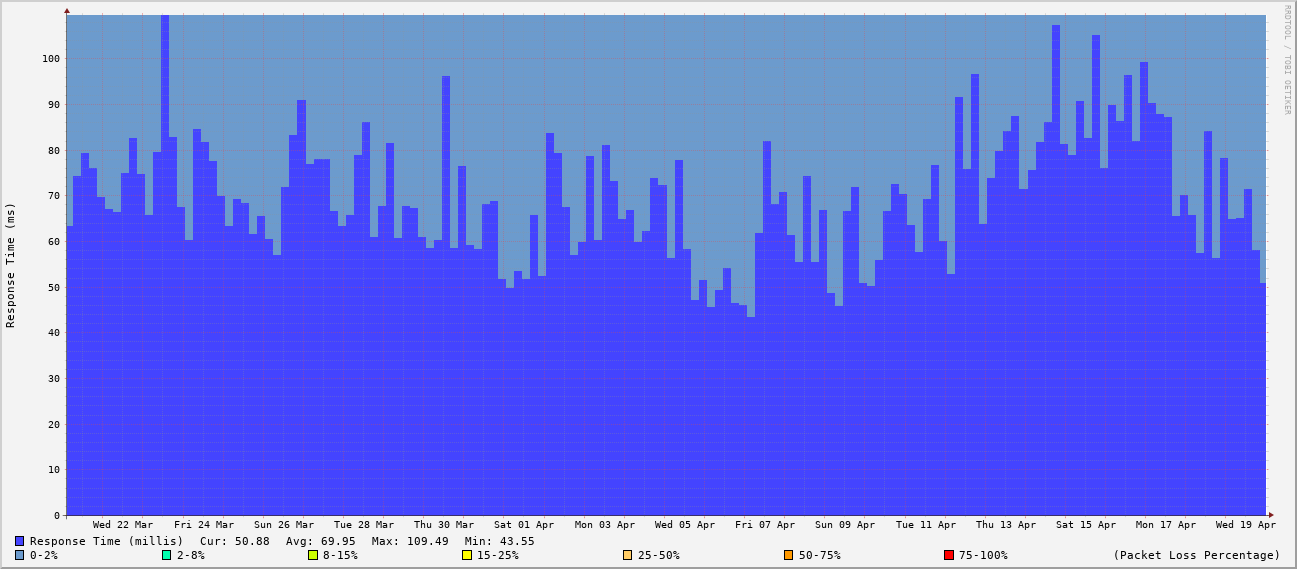 RRDTOOL / TOBI OETIKER
Response Time (ms)
100
90
80
70
60
50
40
30
20
10
0
Wed 22 Mar Fri 24 Mar Sun 26 Mar Tue 28 Mar Thu 30 Mar Sat 01 Apr Mon 03 Apr Wed 05 Apr Fri 07 Apr Sun 09 Apr Tue 11 Apr Thu 13 Apr Sat 15 Apr Mon 17 Apr Wed 19 Apr
Response Time (millis) Cur: 50.88 Avg: 69.95 Max: 109.49 Min: 43.55
0-2% 2-8% 8-15% 15-25% 25-50% 50-75% 75-100% (Packet Loss Percentage)